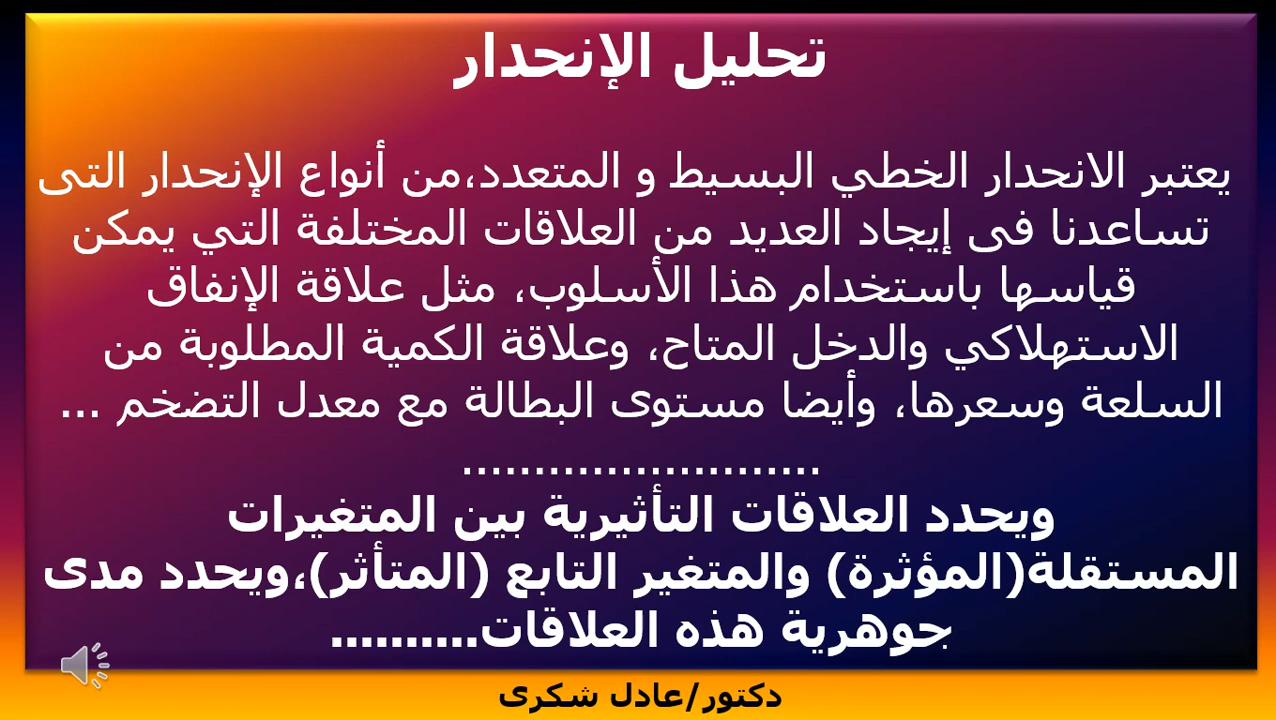 تحليل الإنحدار
يعتبر الانحدار الخطي البسيط و المتعدد،من أنواع الإنحدار التى
تساعدنا فى إيجاد العديد من العلاقات المختلفة التي يمكن
قياسها باستخدام هذا الأسلوب، مثل علاقة الإنفاق
الاستهلاكي والدخل المتاح، وعلاقة الكمية المطلوبة من
السلعة وسعرها، وأيضا مستوى البطالة مع معدل التضخم ...
.........................
ويحدد العلاقات التأثيرية بين المتغيرات
المستقلة(المؤثرة) والمتغير التابع (المتأثر)،ويحدد مدى
جوهرية هذه العلاقات..........
دكتور/عادل شكرى